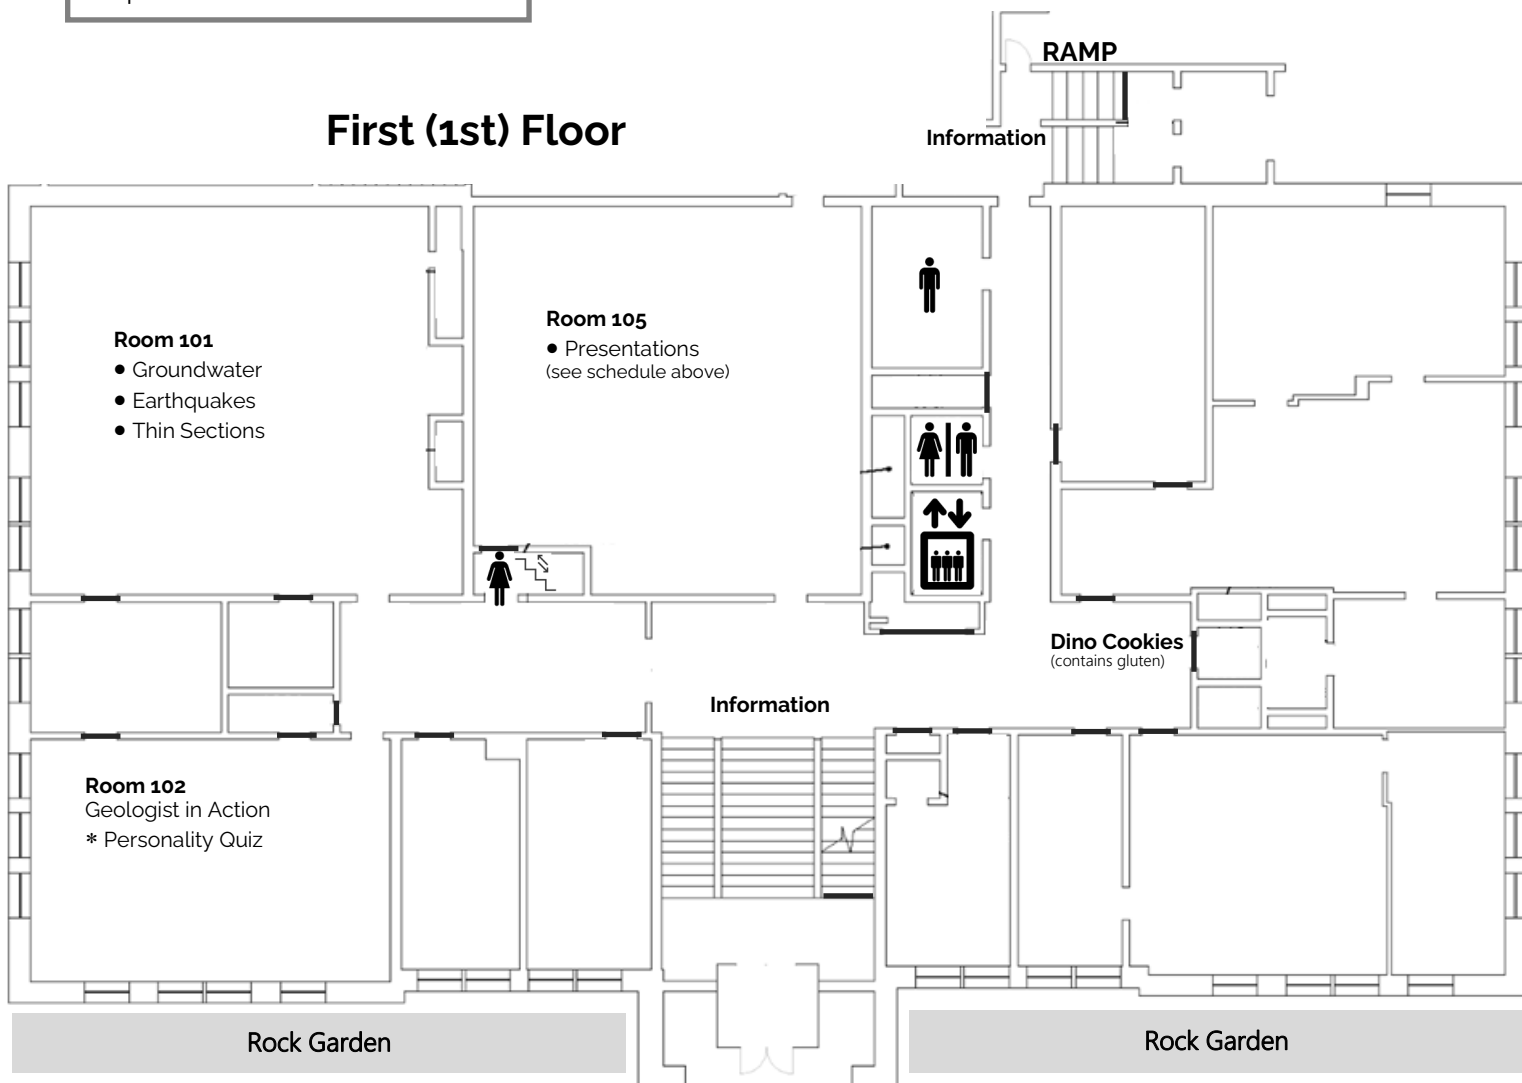 RAMP
First (1st) Floor
Information
Room 101
• Groundwater
• Earthquakes
• Thin Sections
Room 105
• Presentations
(see schedule above)
Dino Cookies
(contains gluten)
Information
Room 102
Geologist in Action
* Personality Quiz
Rock Garden
Rock Garden